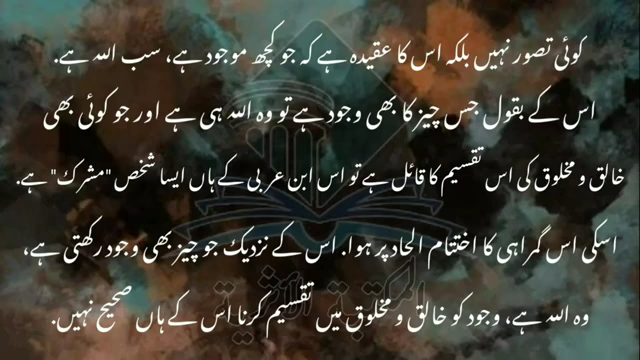 کوئی تصور نہیں بلکہ اس کا عقیدہ ہے کہ جو کچھ موجود ہے، سب اللہ ہے.
اس کے بقول جس چیز کا بھی وجود ہے تو وہ اللہ ہی ہے اور جو کوئی بھی
خالق و مخلوق کی اس تقسیم کا قائل ہے تو اس ابن عربی کے ہاں ایسا شخص "مشرک" ہے.
اسکی اس گمراہی کا اختتام الحاد پر ہوا. اس کے نزدیک جو چیز بھی وجود رکھتی ہے،
وہ اللہ ہے، وجود کو خالق و مخلوق میں تقسیم کرنا اس کے ہاں صحیح نہیں.